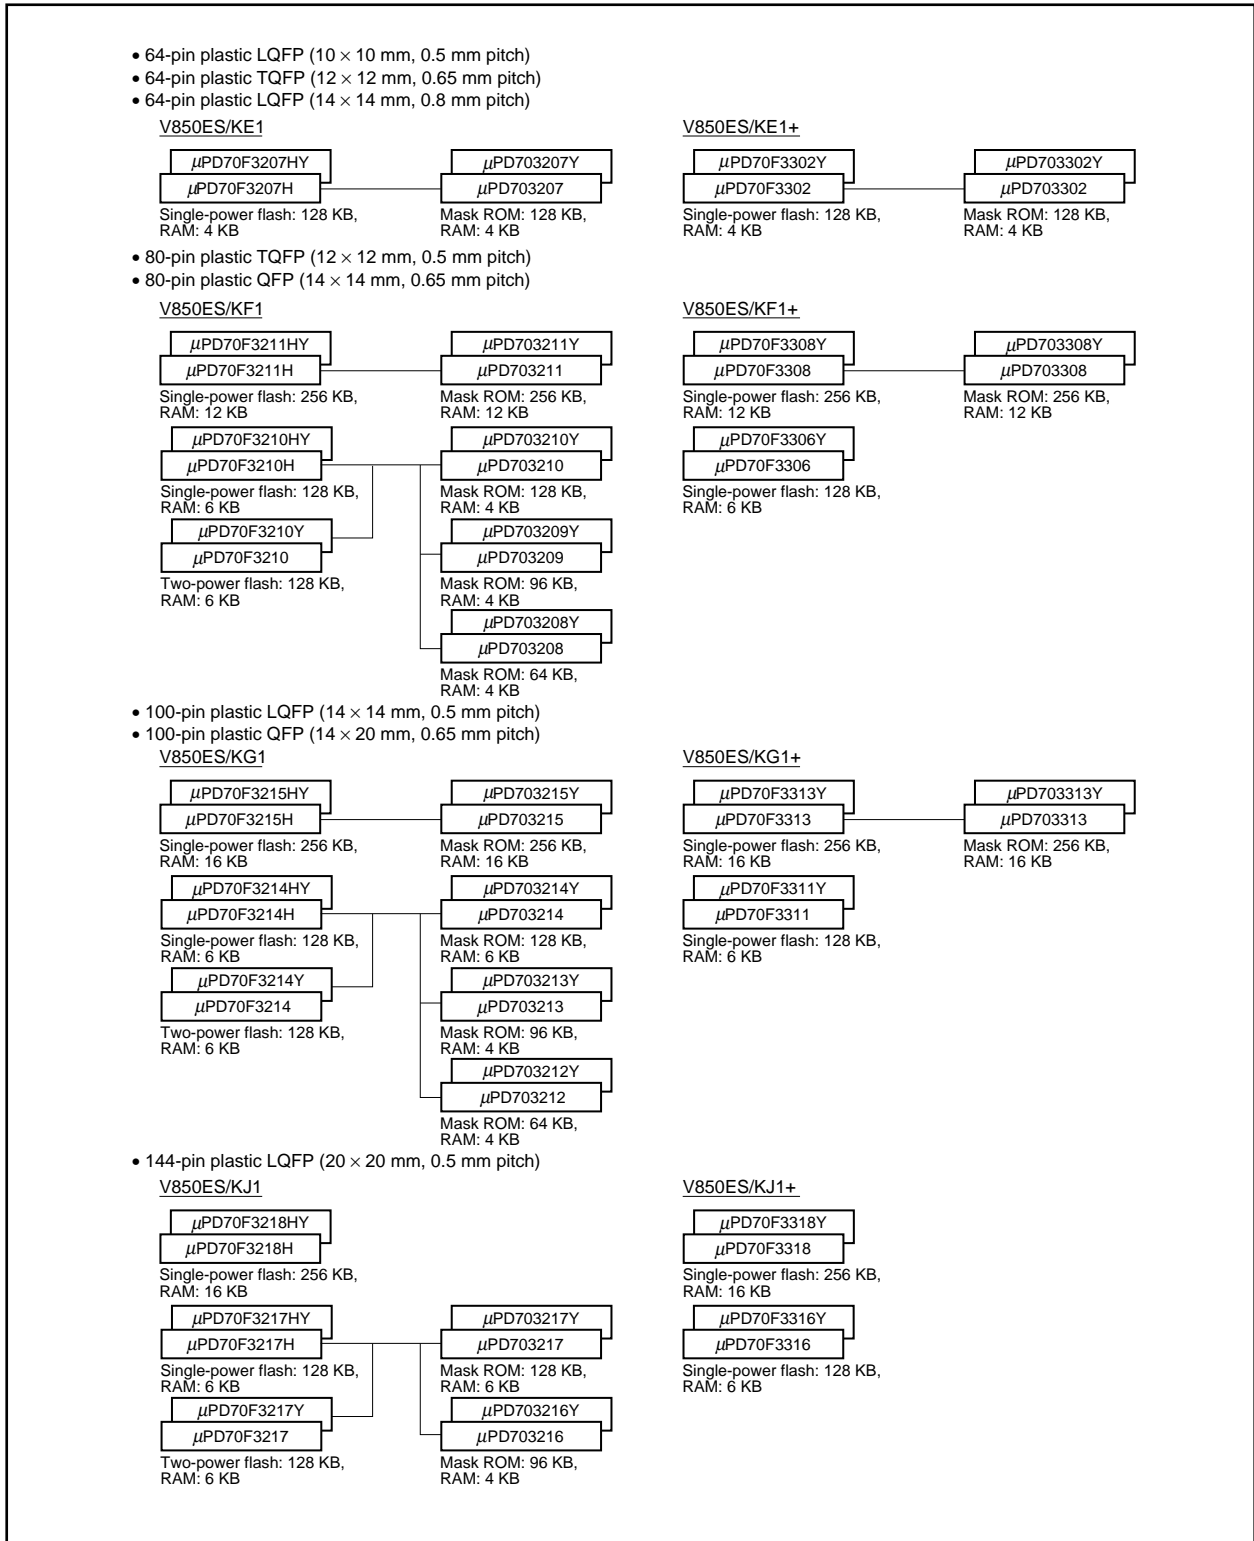 • 64-pin plastic LQFP (10 × 10 mm, 0.5 mm pitch)
• 64-pin plastic TQFP (12 × 12 mm, 0.65 mm pitch)
• 64-pin plastic LQFP (14 × 14 mm, 0.8 mm pitch)
V850ES/KE1
μPD70F3207HY
μPD70F3207H
Single-power flash: 128 KB,
RAM: 4 KB
μPD703207Y
μPD703207
Mask ROM: 128 KB,
RAM: 4 KB
V850ES/KE1+
μPD70F3302Y
μPD70F3302
Single-power flash: 128 KB,
RAM: 4 KB
μPD703302Y
μPD703302
Mask ROM: 128 KB,
RAM: 4 KB
• 80-pin plastic TQFP (12 × 12 mm, 0.5 mm pitch)
• 80-pin plastic QFP (14 × 14 mm, 0.65 mm pitch)
V850ES/KF1
μPD70F3211HY
μPD70F3211H
Single-power flash: 256 KB,
RAM: 12 KB
μPD703211Y
μPD703211
Mask ROM: 256 KB,
RAM: 12 KB
μPD70F3210HY
μPD70F3210H
Single-power flash: 128 KB,
RAM: 6 KB
μPD703210Y
μPD703210
Mask ROM: 128 KB,
RAM: 4 KB
μPD70F3210Y
μPD70F3210
Two-power flash: 128 KB,
RAM: 6 KB
μPD703209Y
μPD703209
Mask ROM: 96 KB,
RAM: 4 KB
μPD703208Y
μPD703208
Mask ROM: 64 KB,
RAM: 4 KB
V850ES/KF1+
μPD70F3308Y
μPD70F3308
Single-power flash: 256 KB,
RAM: 12 KB
μPD703308Y
μPD703308
Mask ROM: 256 KB,
RAM: 12 KB
μPD70F3306Y
μPD70F3306
Single-power flash: 128 KB,
RAM: 6 KB
• 100-pin plastic LQFP (14 × 14 mm, 0.5 mm pitch)
• 100-pin plastic QFP (14 × 20 mm, 0.65 mm pitch)
V850ES/KG1
μPD70F3215HY
μPD70F3215H
Single-power flash: 256 KB,
RAM: 16 KB
μPD703215Y
μPD703215
Mask ROM: 256 KB,
RAM: 16 KB
μPD70F3214HY
μPD70F3214H
Single-power flash: 128 KB,
RAM: 6 KB
μPD703214Y
μPD703214
Mask ROM: 128 KB,
RAM: 6 KB
μPD70F3214Y
μPD70F3214
Two-power flash: 128 KB,
RAM: 6 KB
μPD703213Y
μPD703213
Mask ROM: 96 KB,
RAM: 4 KB
μPD703212Y
μPD703212
Mask ROM: 64 KB,
RAM: 4 KB
V850ES/KG1+
μPD70F3313Y
μPD70F3313
Single-power flash: 256 KB,
RAM: 16 KB
μPD703313Y
μPD703313
Mask ROM: 256 KB,
RAM: 16 KB
μPD70F3311Y
μPD70F3311
Single-power flash: 128 KB,
RAM: 6 KB
• 144-pin plastic LQFP (20 × 20 mm, 0.5 mm pitch)
V850ES/KJ1
μPD70F3218HY
μPD70F3218H
Single-power flash: 256 KB,
RAM: 16 KB
μPD70F3217HY
μPD70F3217H
Single-power flash: 128 KB,
RAM: 6 KB
μPD703217Y
μPD703217
Mask ROM: 128 KB,
RAM: 6 KB
μPD70F3217Y
μPD70F3217
Two-power flash: 128 KB,
RAM: 6 KB
μPD703216Y
μPD703216
Mask ROM: 96 KB,
RAM: 4 KB
V850ES/KJ1+
μPD70F3318Y
μPD70F3318
Single-power flash: 256 KB,
RAM: 16 KB
μPD70F3316Y
μPD70F3316
Single-power flash: 128 KB,
RAM: 6 KB